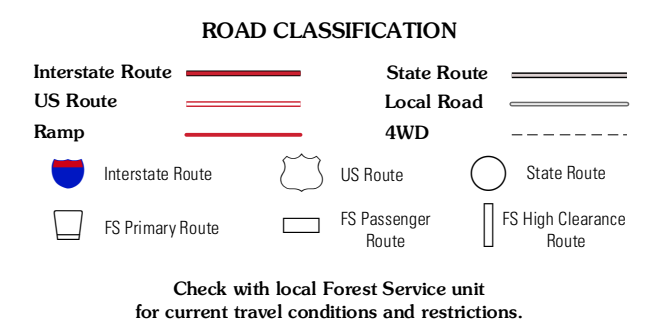 ROAD CLASSIFICATION
Interstate Route
State Route
US Route
Local Road
Ramp
4WD
Interstate Route
US Route
State Route
FS Primary Route
FS Passenger
Route
FS High Clearance
Route
Check with local Forest Service unit
for current travel conditions and restrictions.